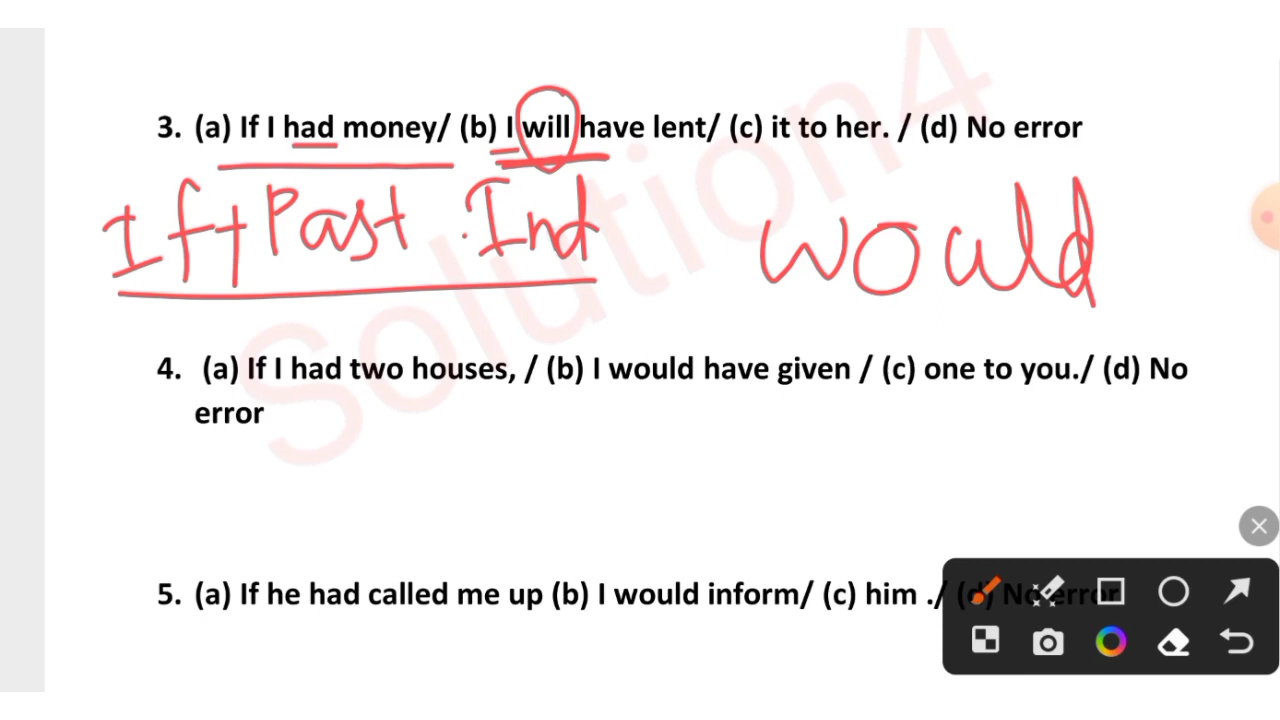 3. (a) If I had money/ (b) I will have lent/ (c) it to her. / (d) No error
If + Past Ind would
4. (a) If I had two houses, / (b) I would have given / (c) one to you./ (d) No
error
5. (a) If he had called me up (b) I would inform/ (c) him ./ (d) No error
Solution4